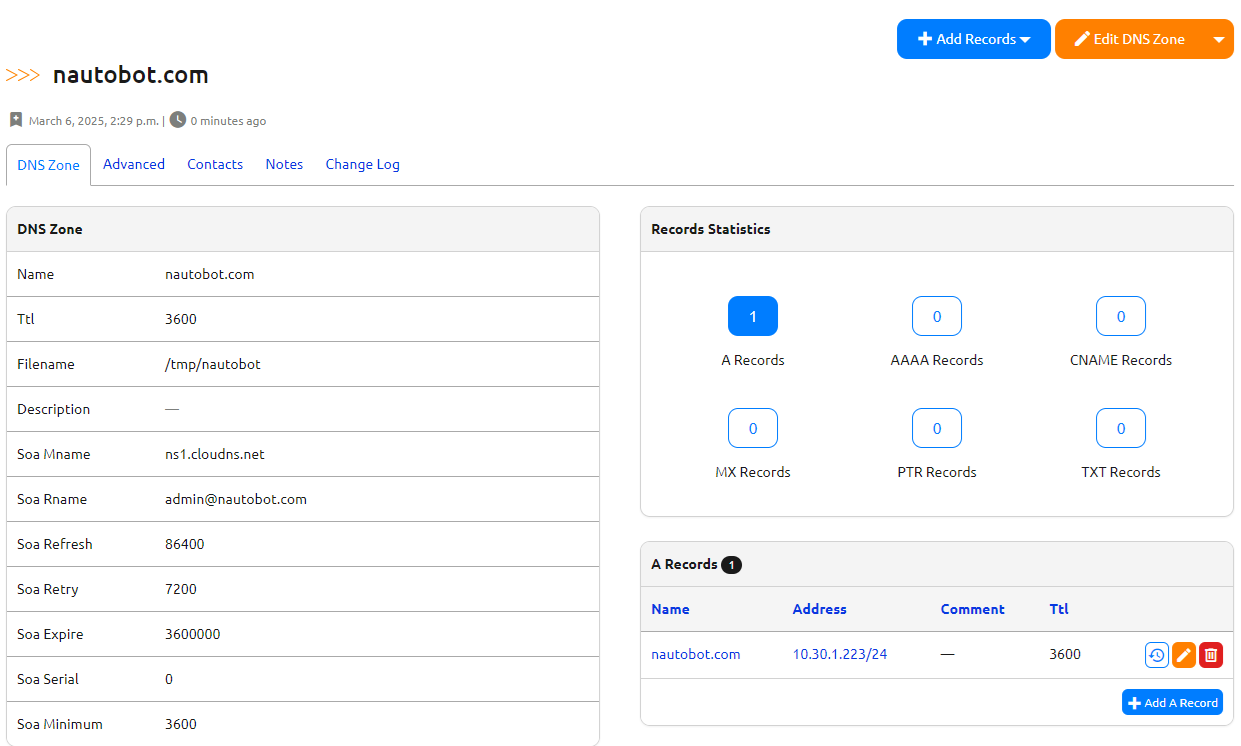 Add Records
Edit DNS Zone
>>> nautobot.com
March 6, 2025, 2:29 p.m. | 0 minutes ago
DNS Zone Advanced Contacts Notes Change Log
DNS Zone
Name nautobot.com
Ttl 3600
Filename /tmp/nautobot
Description —
Soa Mname ns1.cloudns.net
Soa Rname admin@nautobot.com
Soa Refresh 86400
Soa Retry 7200
Soa Expire 3600000
Soa Serial 0
Soa Minimum 3600
Records Statistics
1 0 0
A Records AAAA Records CNAME Records
0 0 0
MX Records PTR Records TXT Records
A Records 1
Name Address Comment Ttl
nautobot.com 10.30.1.223/24 — 3600
Add A Record